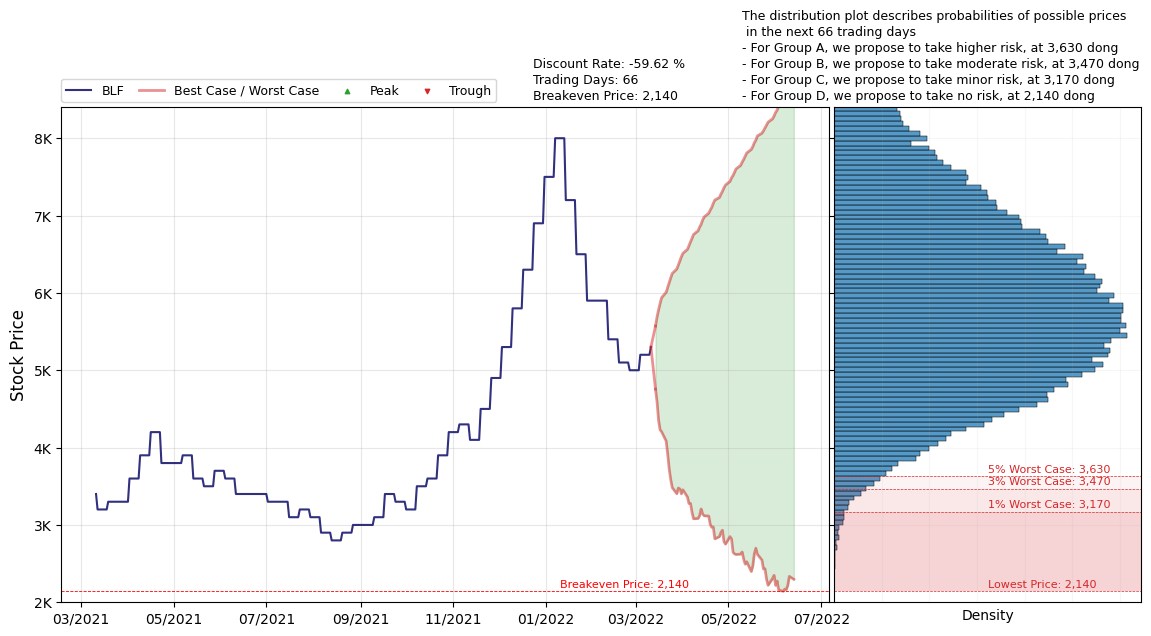 The distribution plot describes probabilities of possible prices
in the next 66 trading days
- For Group A, we propose to take higher risk, at 3,630 dong
- For Group B, we propose to take moderate risk, at 3,470 dong
- For Group C, we propose to take minor risk, at 3,170 dong
- For Group D, we propose to take no risk, at 2,140 dong
Discount Rate: -59.62 %
Trading Days: 66
Breakeven Price: 2,140
BLF
Best Case / Worst Case
Peak
Trough
Stock Price
8K
7K
6K
5K
4K
3K
2K
Breakeven Price: 2,140
5% Worst Case: 3,630
3% Worst Case: 3,470
1% Worst Case: 3,170
Lowest Price: 2,140
03/2021
05/2021
07/2021
09/2021
11/2021
01/2022
03/2022
05/2022
07/2022
Density